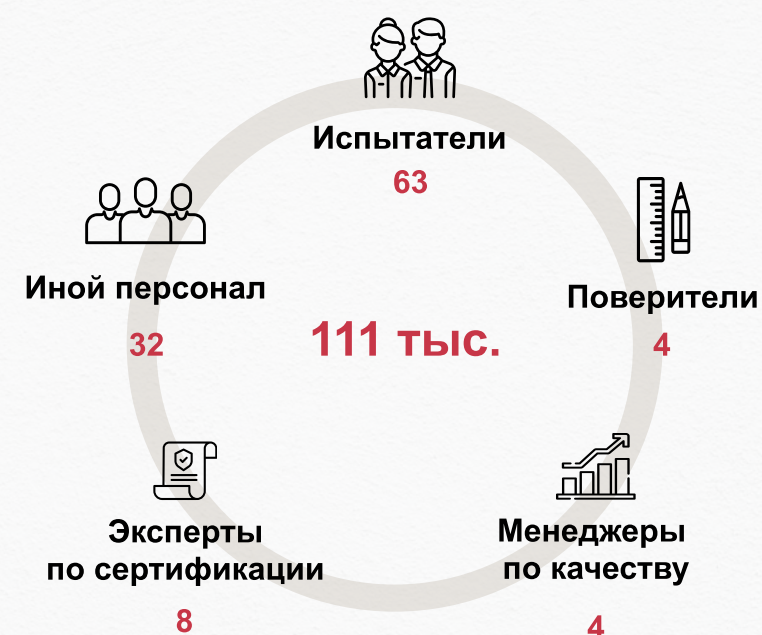 Испытатели
63
Иной персонал
32
Поверители
4
111 тыс.
Эксперты
по сертификации
8
Менеджеры
по качеству
4